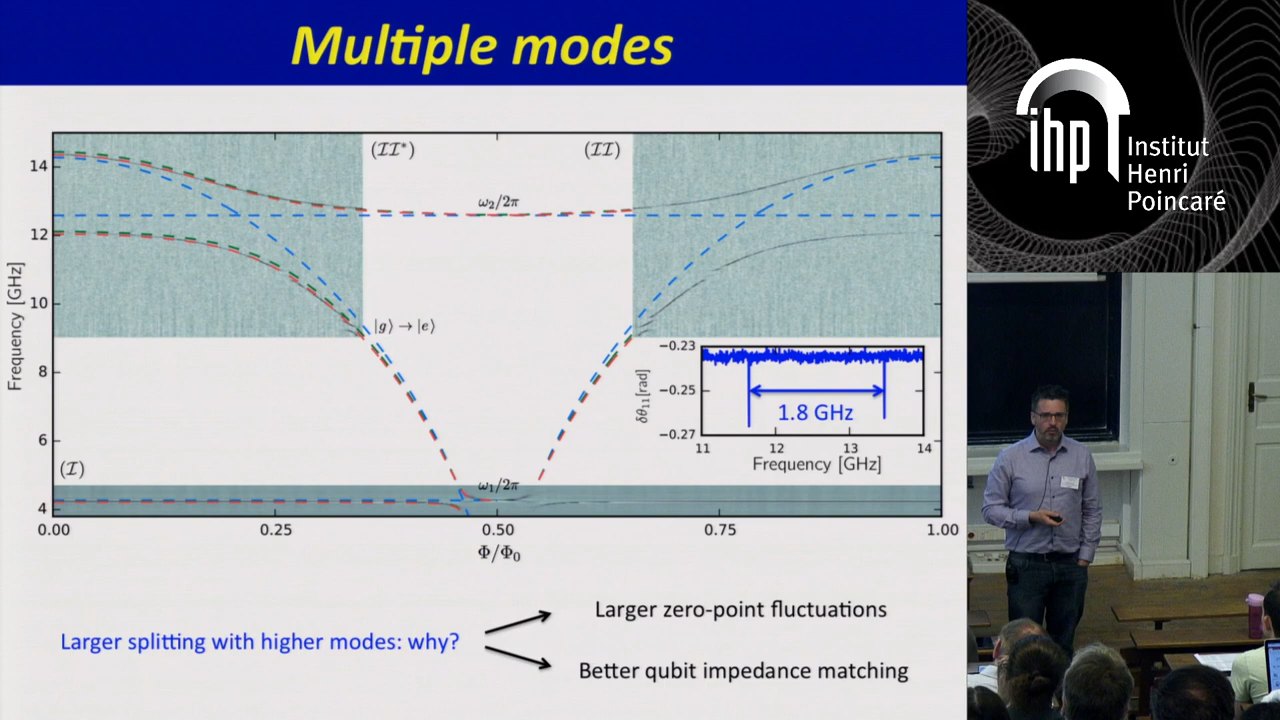 Multiple modes
ihp
Institut
Henri
Poincaré
(II*)
(II)
14
ω₂/2π
12
10
|g⟩ → |e⟩
8
6
(I)
ω₁/2π
4
Frequency [GHz]
0.00
0.25
0.50
0.75
1.00
Φ/Φ₀
−0.23
−0.25
−0.27
δθ₁₁[rad]
1.8 GHz
11
12
13
14
Frequency [GHz]
Larger splitting with higher modes: why?
Larger zero-point fluctuations
Better qubit impedance matching